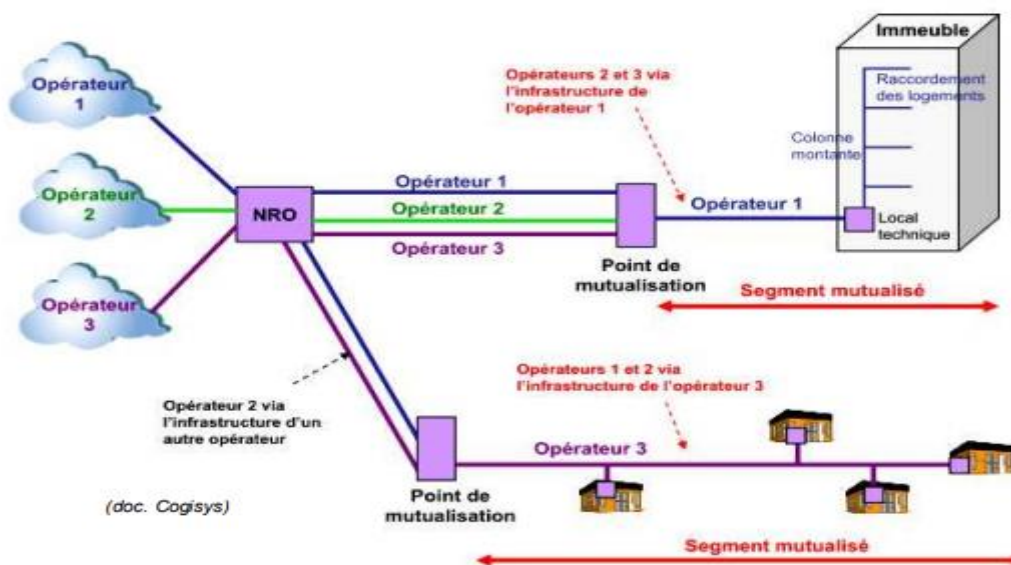 Immeuble
Opérateur
1
Opérateurs 2 et 3 via
l'infrastructure de
l'opérateur 1
Raccordement
des logements
Colonne
montante
Opérateur
2
NRO
Opérateur 1
Opérateur 2
Opérateur 3
Opérateur 1
Local
technique
Opérateur
3
Point de
mutualisation
Segment mutualisé
Opérateurs 1 et 2 via
l'infrastructure de l'opérateur 3
Opérateur 2 via
l'infrastructure d'un
autre opérateur
Opérateur 3
(doc. Cogisys)
Point de
mutualisation
Segment mutualisé